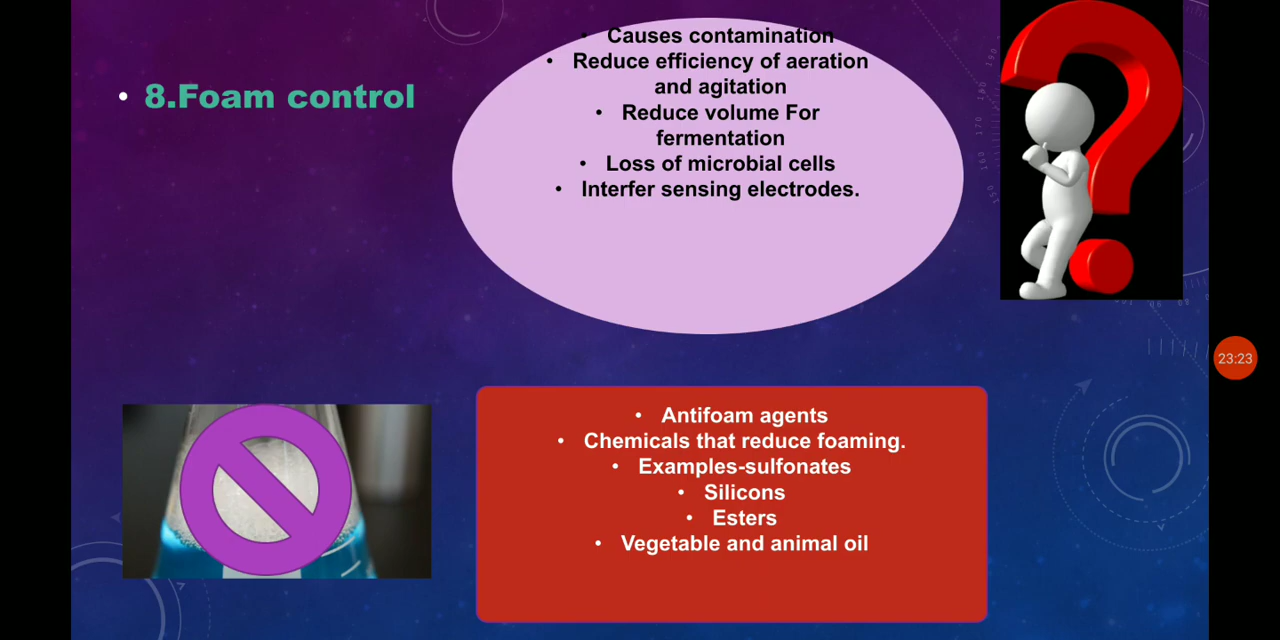 • 8.Foam control
• Causes contamination
• Reduce efficiency of aeration
and agitation
• Reduce volume For
fermentation
• Loss of microbial cells
• Interfer sensing electrodes.
• Antifoam agents
• Chemicals that reduce foaming.
• Examples-sulfonates
• Silicons
• Esters
• Vegetable and animal oil
23:23